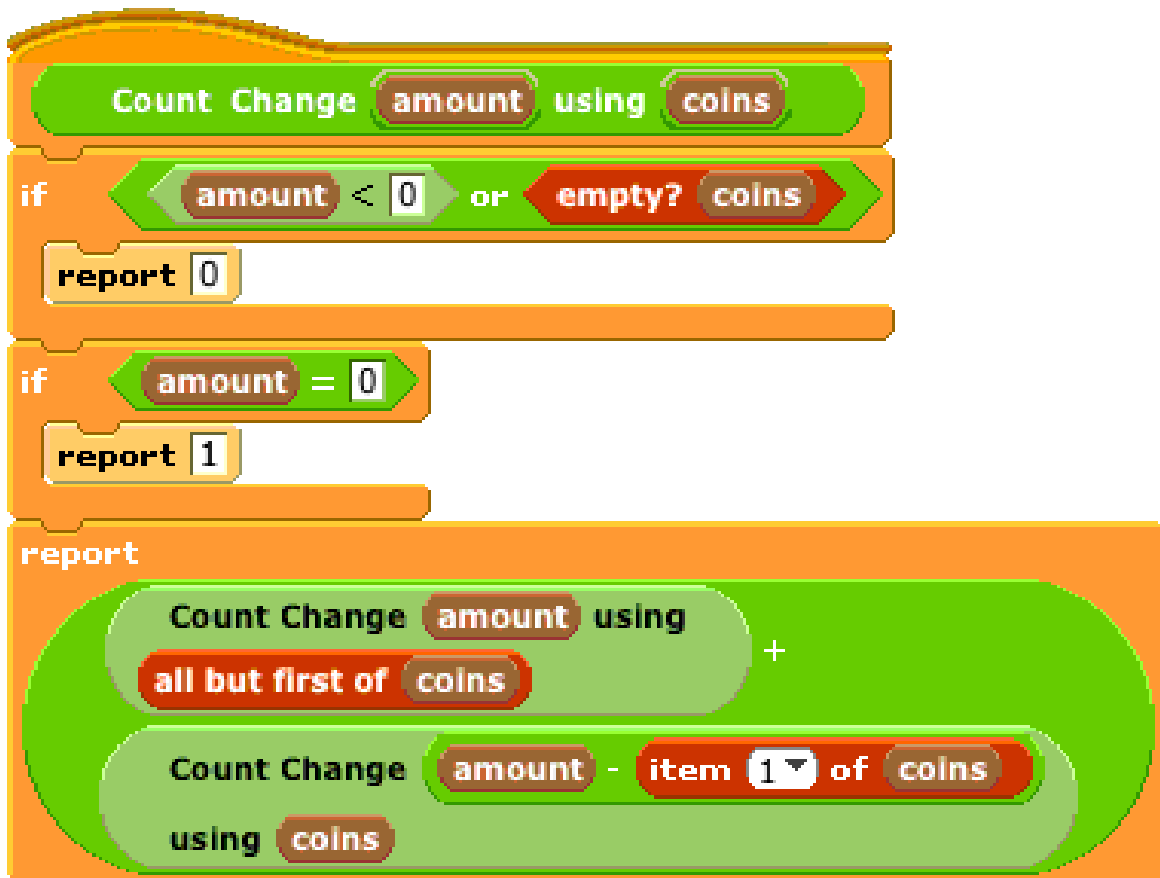 Count Change amount using coins
if amount < 0 or empty? coins
report 0
if amount = 0
report 1
report
Count Change amount using
all but first of coins
+
Count Change amount - item 1 of coins
using coins